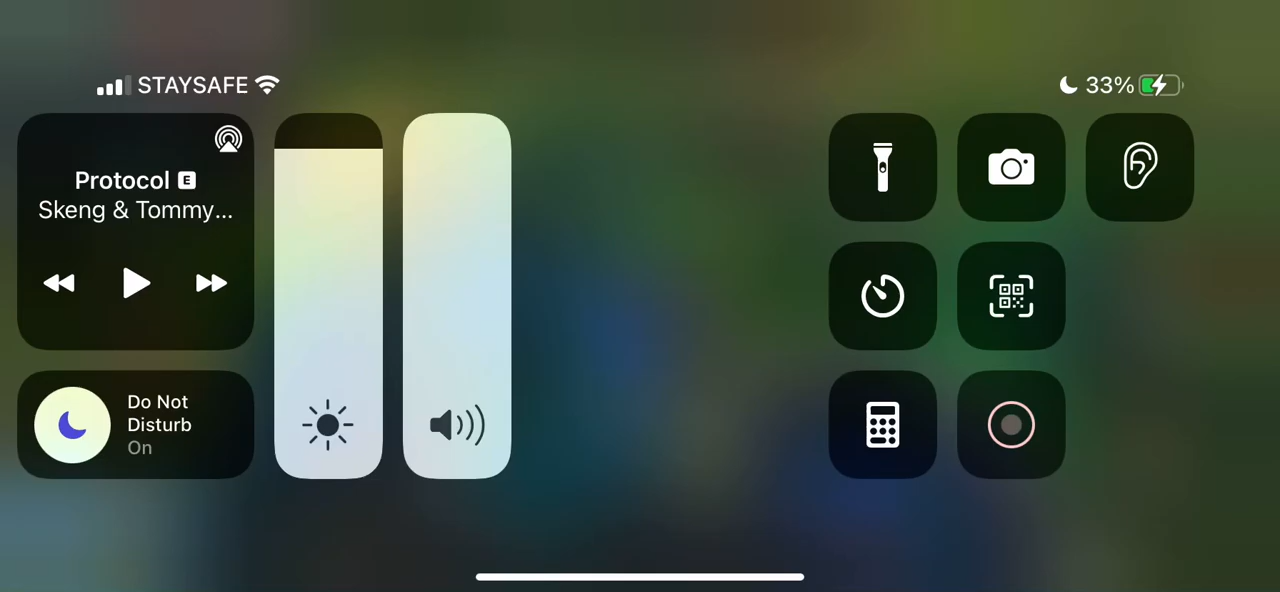 STAYSAFE
33%
Protocol E
Skeng & Tommy...
Do Not
Disturb
On